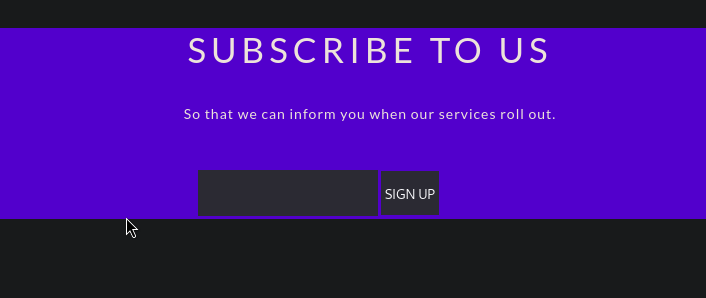 SUBSCRIBE TO US
So that we can inform you when our services roll out.
SIGN UP